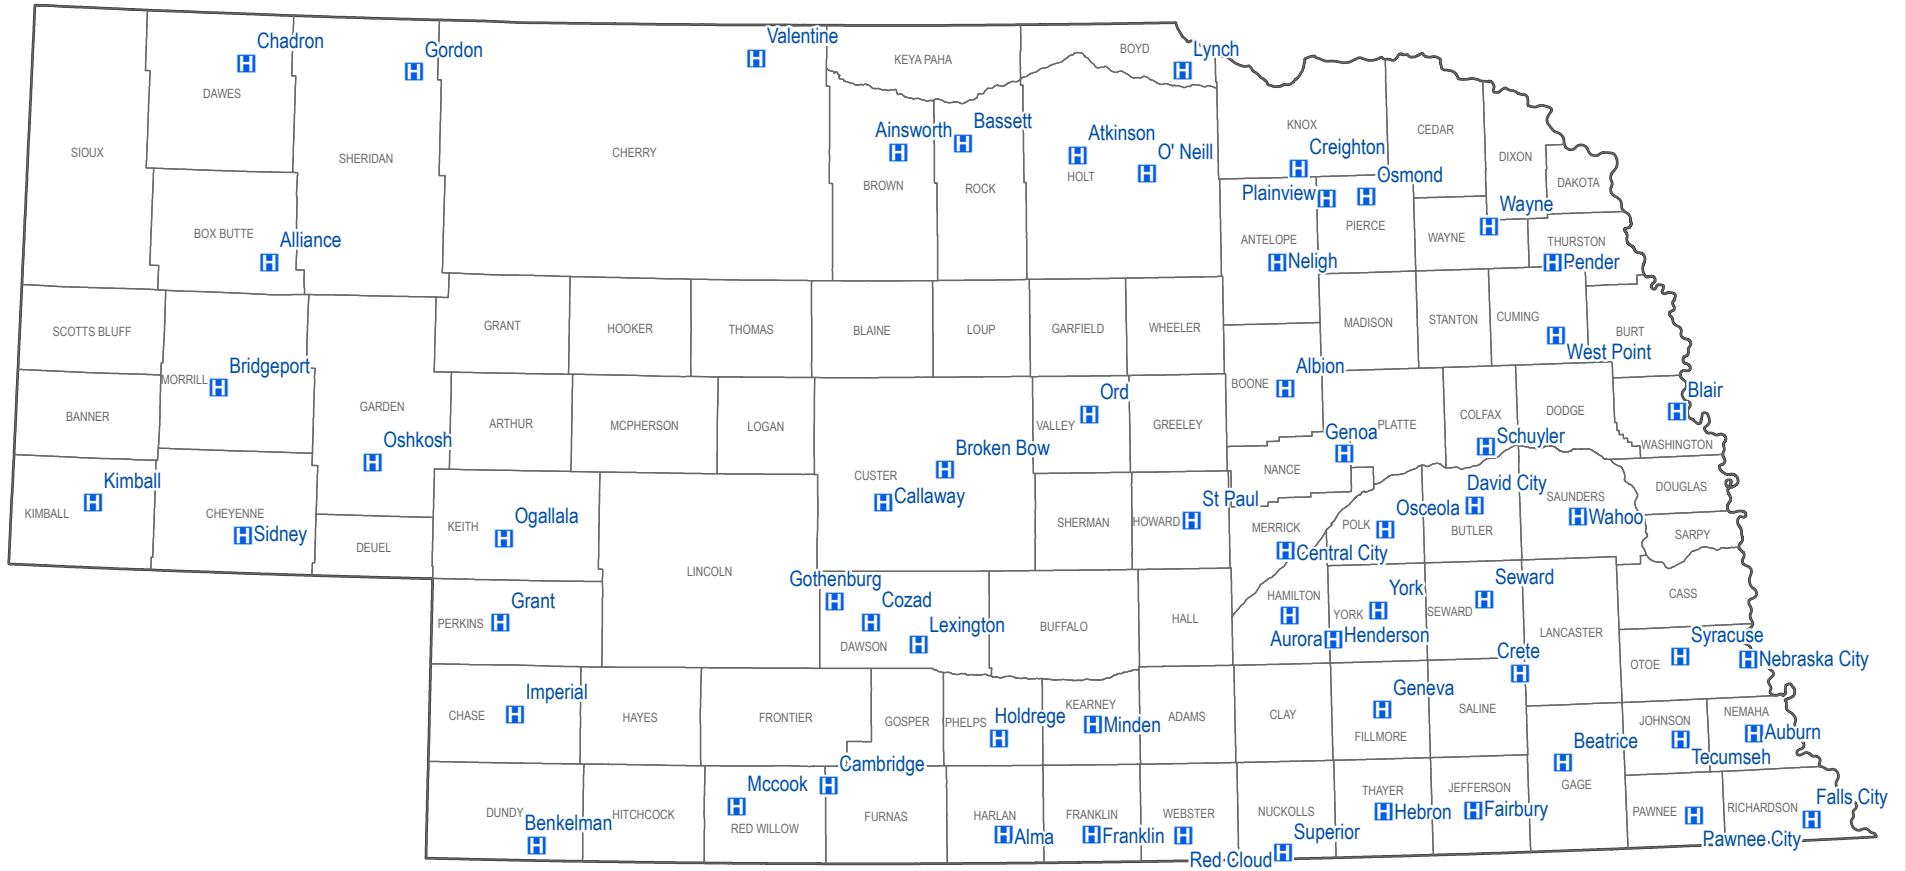 Valentine
Chadron
Gordon
Lynch
BOYD
KEYA PAHA
DAWES
Bassett
Ainsworth
Atkinson
KNOX
CEDAR
SIOUX
SHERIDAN
CHERRY
O' Neill
Creighton
DIXON
HOLT
Osmond
DAKOTA
BROWN
ROCK
Plainview
Wayne
PIERCE
BOX BUTTE
Alliance
ANTELOPE
WAYNE
THURSTON
Neligh
Pender
SCOTTS BLUFF
GRANT
HOOKER
THOMAS
BLAINE
LOUP
GARFIELD
WHEELER
MADISON
STANTON
CUMING
BURT
West Point
Bridgeport
MORRILL
Albion
BOONE
Blair
Ord
BANNER
GARDEN
ARTHUR
MCPHERSON
LOGAN
VALLEY
GREELEY
PLATTE
COLFAX
DODGE
Oshkosh
Genoa
Schuyler
WASHINGTON
Broken Bow
CUSTER
NANCE
Kimball
Callaway
St Paul
David City
SAUNDERS
DOUGLAS
KIMBALL
CHEYENNE
Sidney
KEITH
Ogallala
SHERMAN
HOWARD
MERRICK
POLK
Osceola
BUTLER
Wahoo
SARPY
DEUEL
Central City
LINCOLN
Gothenburg
Seward
Grant
Cozad
HAMILTON
York
CASS
PERKINS
Lexington
BUFFALO
HALL
YORK
SEWARD
DAWSON
Aurora
Henderson
LANCASTER
Syracuse
Crete
OTOE
Nebraska City
Imperial
Geneva
CHASE
HAYES
FRONTIER
GOSPER
PHELPS
Holdrege
KEARNEY
Minden
ADAMS
CLAY
FILLMORE
SALINE
JOHNSON
NEMAHA
Auburn
Beatrice
Tecumseh
Cambridge
Mccook
GAGE
DUNDY
Benkelman
HITCHCOCK
RED WILLOW
FURNAS
HARLAN
Alma
FRANKLIN
Franklin
WEBSTER
NUCKOLLS
THAYER
Hebron
JEFFERSON
Fairbury
PAWNEE
RICHARDSON
Falls City
Superior
Pawnee City
Red Cloud